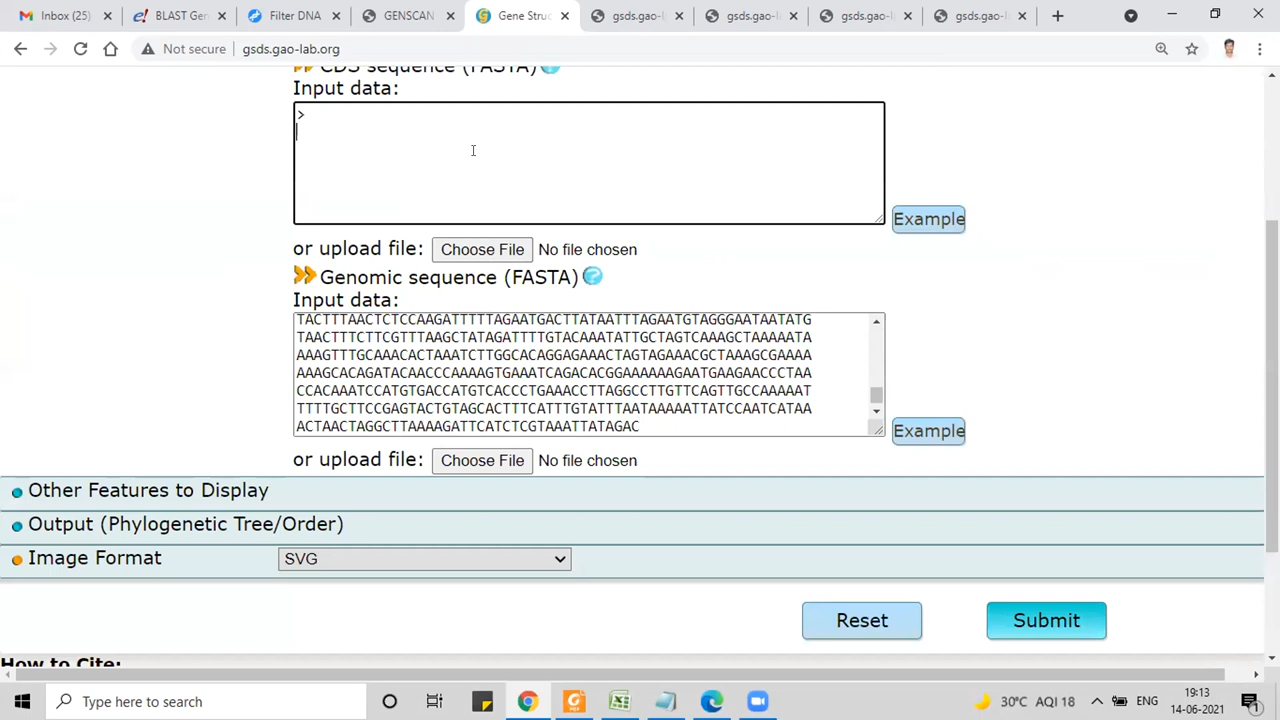 Inbox (25)
BLAST Gen
Filter DNA
GENSCAN
Gene Struc
gsds.gao-l
gsds.gao-l
gsds.gao-l
gsds.gao-l
Not secure
gsds.gao-lab.org
CDS sequence (FASTA)
Input data:
>
Example
or upload file: Choose File No file chosen
Genomic sequence (FASTA)
Input data:
TACTTTAACTCTCCAAGATTTTTAGAATGACTTATAATTTAGAATGTAGGGAATAATATG
TAACTTTCTTCGTTTAAGCTATAGATTTTGTACAAATATTGCTAGTCAAAGCTAAAAATA
AAAGTTTGCAAACACTAAATCTTGGCACAGGAGAAACTAGTAGAAACGCTAAAGCGAAAA
AAAGCACAGATACAACCCAAAAGTGAAATCAGACACGGAAAAAAGAATGAAGAACCCTAA
CCACAAATCCATGTGACCATGTCACCCTGAAACCTTAGGCCTTGTTCAGTTGCCAAAAAT
TTTTGCTTCCGAGTACTGTAGCACTTTCATTTGTATTTAATAAAAATTATCCAATCATAA
ACTAACTAGGCTTAAAAGATTCATCTCGTAAATTATAGAC
Example
or upload file: Choose File No file chosen
Other Features to Display
Output (Phylogenetic Tree/Order)
Image Format SVG
Reset Submit
How to Cite:
Type here to search
30°C AQI 18
ENG
19:13
14-06-2021